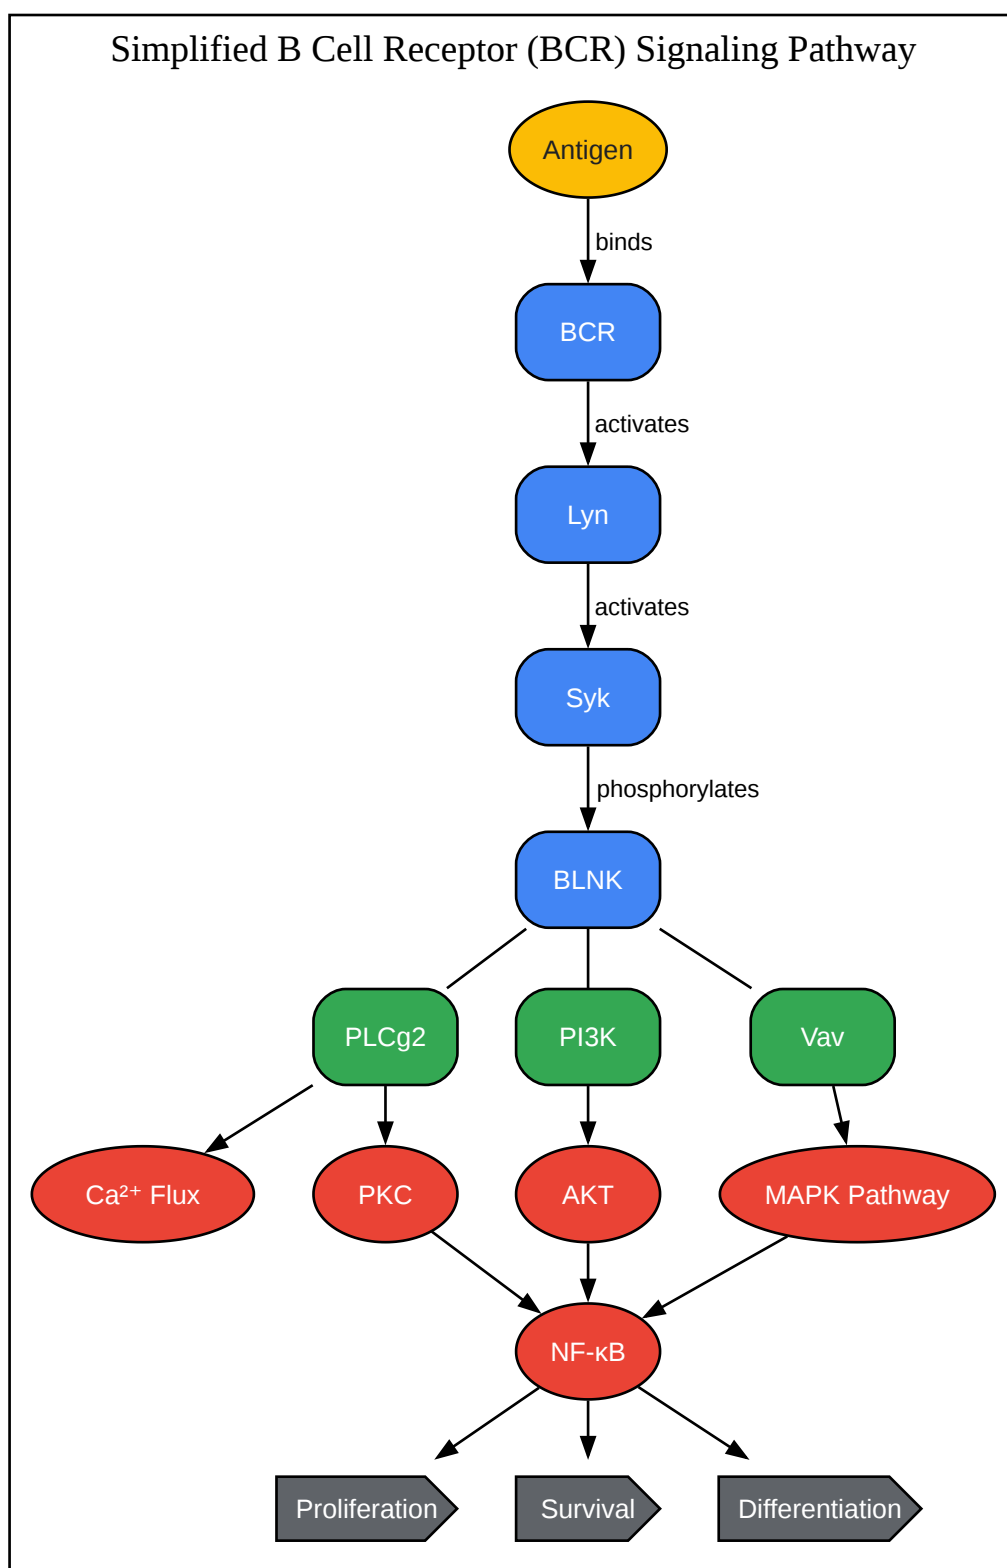 Simplified B Cell Receptor (BCR) Signaling Pathway
Antigen
binds
BCR
activates
Lyn
activates
Syk
phosphorylates
BLNK
PLCg2
PI3K
Vav
Ca²⁺ Flux
PKC
AKT
MAPK Pathway
NF-κB
Proliferation
Survival
Differentiation